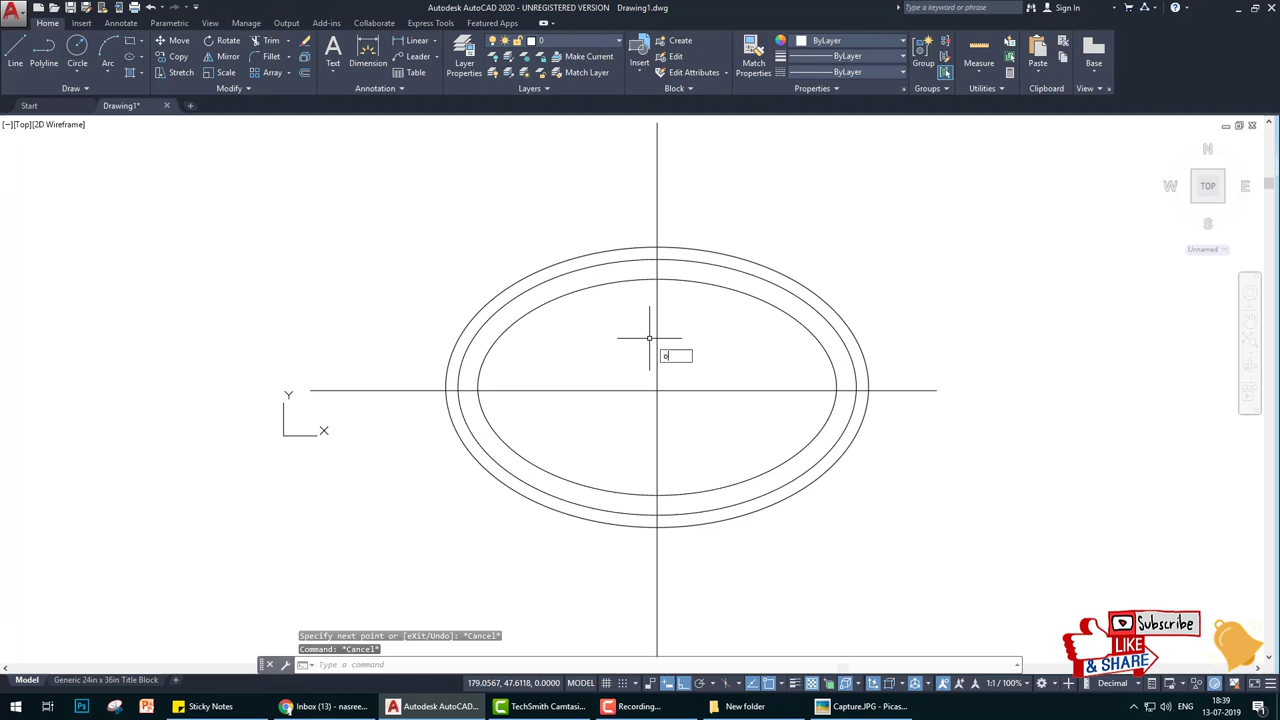 Autodesk AutoCAD 2020 - UNREGISTERED VERSION Drawing1.dwg
Type a keyword or phrase
Sign In
Home Insert Annotate Parametric View Manage Output Add-ins Collaborate Express Tools Featured Apps
Line Polyline Circle Arc
Move Rotate Trim
Copy Mirror Fillet
Stretch Scale Array
Text Dimension
Linear
Leader
Table
Layer Properties
0
Make Current
Match Layer
Insert
Create
Edit
Edit Attributes
Match Properties
ByLayer
ByLayer
ByLayer
Group
Measure
Paste
Base
Draw Modify Annotation Layers Block Properties Groups Utilities Clipboard View
Start Drawing1*
[−][Top][2D Wireframe]
N
W TOP E
S
Unnamed
o
Y
X
Specify next point or [eXit/Undo]: *Cancel*
Command: *Cancel*
Type a command
Subscribe
LIKE
& SHARE
Model Generic 24in x 36in Title Block
179.0567, 47.6118, 0.0000 MODEL 1:1 / 100% Decimal
Sticky Notes
Inbox (13) - nasree...
Autodesk AutoCAD...
TechSmith Camtasi...
Recording...
New folder
Capture.JPG - Picas...
ENG
18:39
13-07-2019